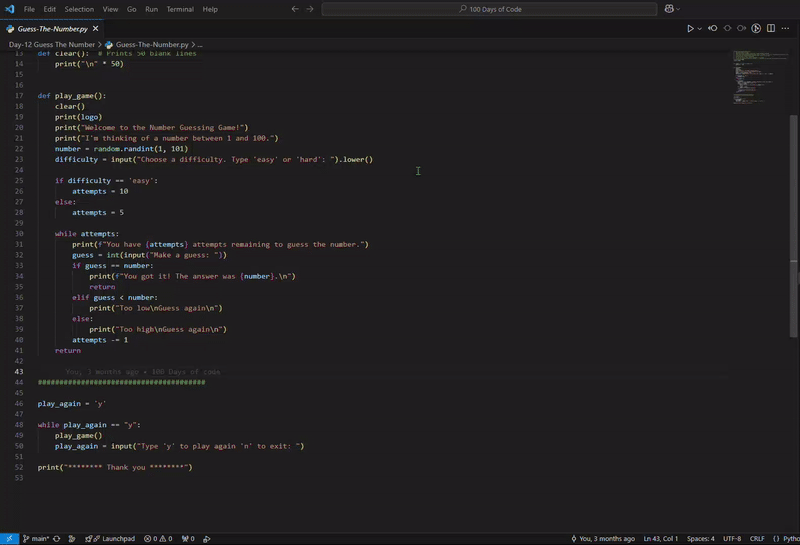 File Edit Selection View Go Run Terminal Help
100 Days of Code
Guess-The-Number.py
Day-12 Guess The Number > Guess-The-Number.py > ...
13 def clear():  # Prints 50 blank lines
14     print("\n" * 50)
15
16
17 def play_game():
18     clear()
19     print(logo)
20     print("Welcome to the Number Guessing Game!")
21     print("I'm thinking of a number between 1 and 100.")
22     number = random.randint(1, 101)
23     difficulty = input("Choose a difficulty. Type 'easy' or 'hard': ").lower()
24
25     if difficulty == 'easy':
26         attempts = 10
27     else:
28         attempts = 5
29
30     while attempts:
31         print(f"You have {attempts} attempts remaining to guess the number.")
32         guess = int(input("Make a guess: "))
33         if guess == number:
34             print(f"You got it! The answer was {number}.\n")
35             return
36         elif guess < number:
37             print("Too low\nGuess again\n")
38         else:
39             print("Too high\nGuess again\n")
40         attempts -= 1
41     return
42
43 You, 3 months ago • 100 Days of code
44 #######################################
45
46 play_again = 'y'
47
48 while play_again == "y":
49     play_game()
50     play_again = input("Type 'y' to play again 'n' to exit: ")
51
52 print("******** Thank you ********")
53
main* Launchpad 0 0 0 You, 3 months ago Ln 43, Col 1 Spaces: 4 UTF-8 CRLF { } Pytho